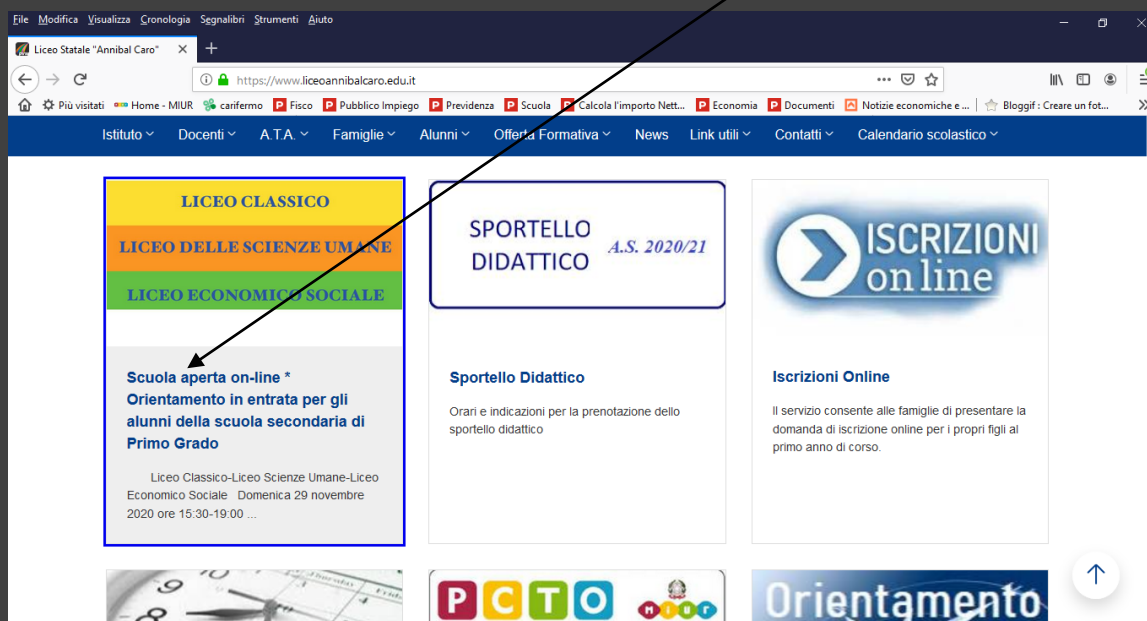 File Modifica Visualizza Cronologia Segnalibri Strumenti Aiuto
Liceo Statale "Annibal Caro"
https://www.liceoannibalcaro.edu.it
Più visitati Home - MIUR carifermo Fisco Pubblico Impiego Previdenza Scuola Calcola l'importo Nett... Economia Documenti Notizie economiche e ... Bloggif : Creare un fot...
Istituto Docenti A.T.A. Famiglie Alunni Offerta Formativa News Link utili Contatti Calendario scolastico
LICEO CLASSICO
LICEO DELLE SCIENZE UMANE
LICEO ECONOMICO SOCIALE
Scuola aperta on-line *
Orientamento in entrata per gli
alunni della scuola secondaria di
Primo Grado
Liceo Classico-Liceo Scienze Umane-Liceo
Economico Sociale Domenica 29 novembre
2020 ore 15:30-19:00 ...
SPORTELLO
DIDATTICO
A.S. 2020/21
Sportello Didattico
Orari e indicazioni per la prenotazione dello
sportello didattico
ISCRIZIONI
on line
Iscrizioni Online
Il servizio consente alle famiglie di presentare la
domanda di iscrizione online per i propri figli al
primo anno di corso.
PCTO
MIUR
Orientamento